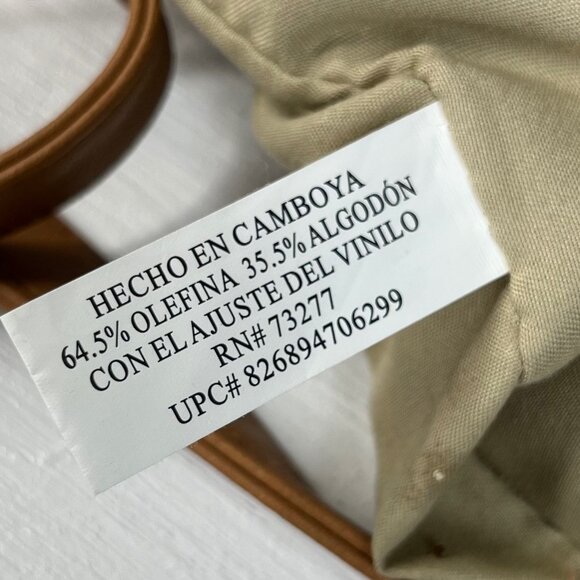 HECHO EN CAMBOYA
64.5% OLEFINA 35.5% ALGODÓN
CON EL AJUSTE DEL VINILO
RN# 73277
UPC# 826894706299